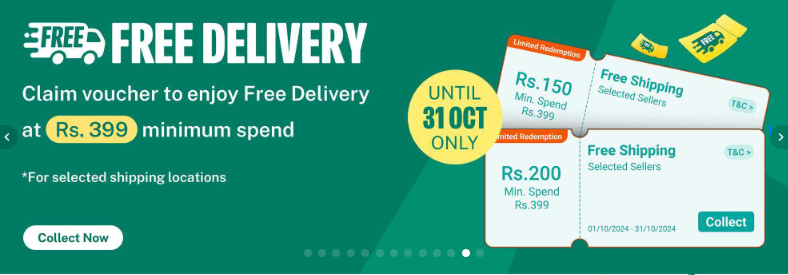 FREE FREE DELIVERY
Claim voucher to enjoy Free Delivery
at Rs. 399 minimum spend
*For selected shipping locations
Collect Now
UNTIL
31 OCT
ONLY
Limited Redemption
Rs.150
Min. Spend
Rs.399
Free Shipping
Selected Sellers
T&C >
mited Redemption
Rs.200
Min. Spend
Rs.399
Free Shipping
Selected Sellers
T&C >
01/10/2024 - 31/10/2024
Collect